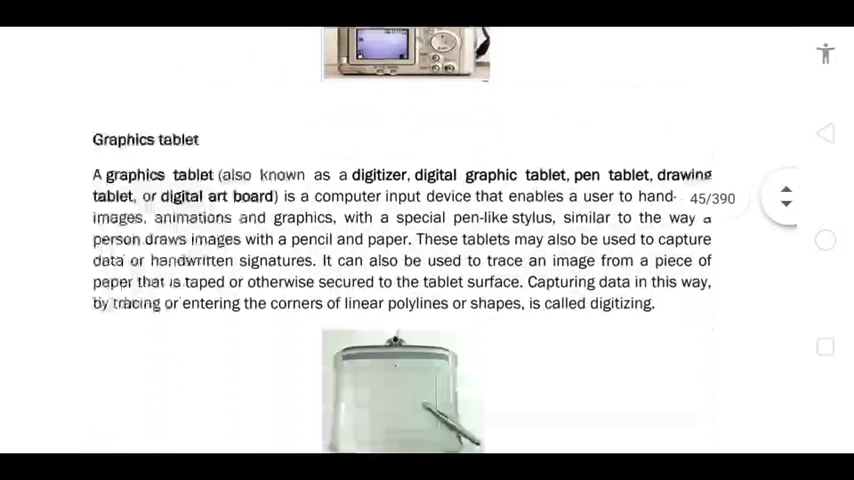 Graphics tablet
A graphics tablet (also known as a digitizer, digital graphic tablet, pen tablet, drawing
tablet, or digital art board) is a computer input device that enables a user to hand-
45/390
images, animations and graphics, with a special pen-like stylus, similar to the way a
person draws images with a pencil and paper. These tablets may also be used to capture
data or handwritten signatures. It can also be used to trace an image from a piece of
paper that is taped or otherwise secured to the tablet surface. Capturing data in this way,
by tracing or entering the corners of linear polylines or shapes, is called digitizing.